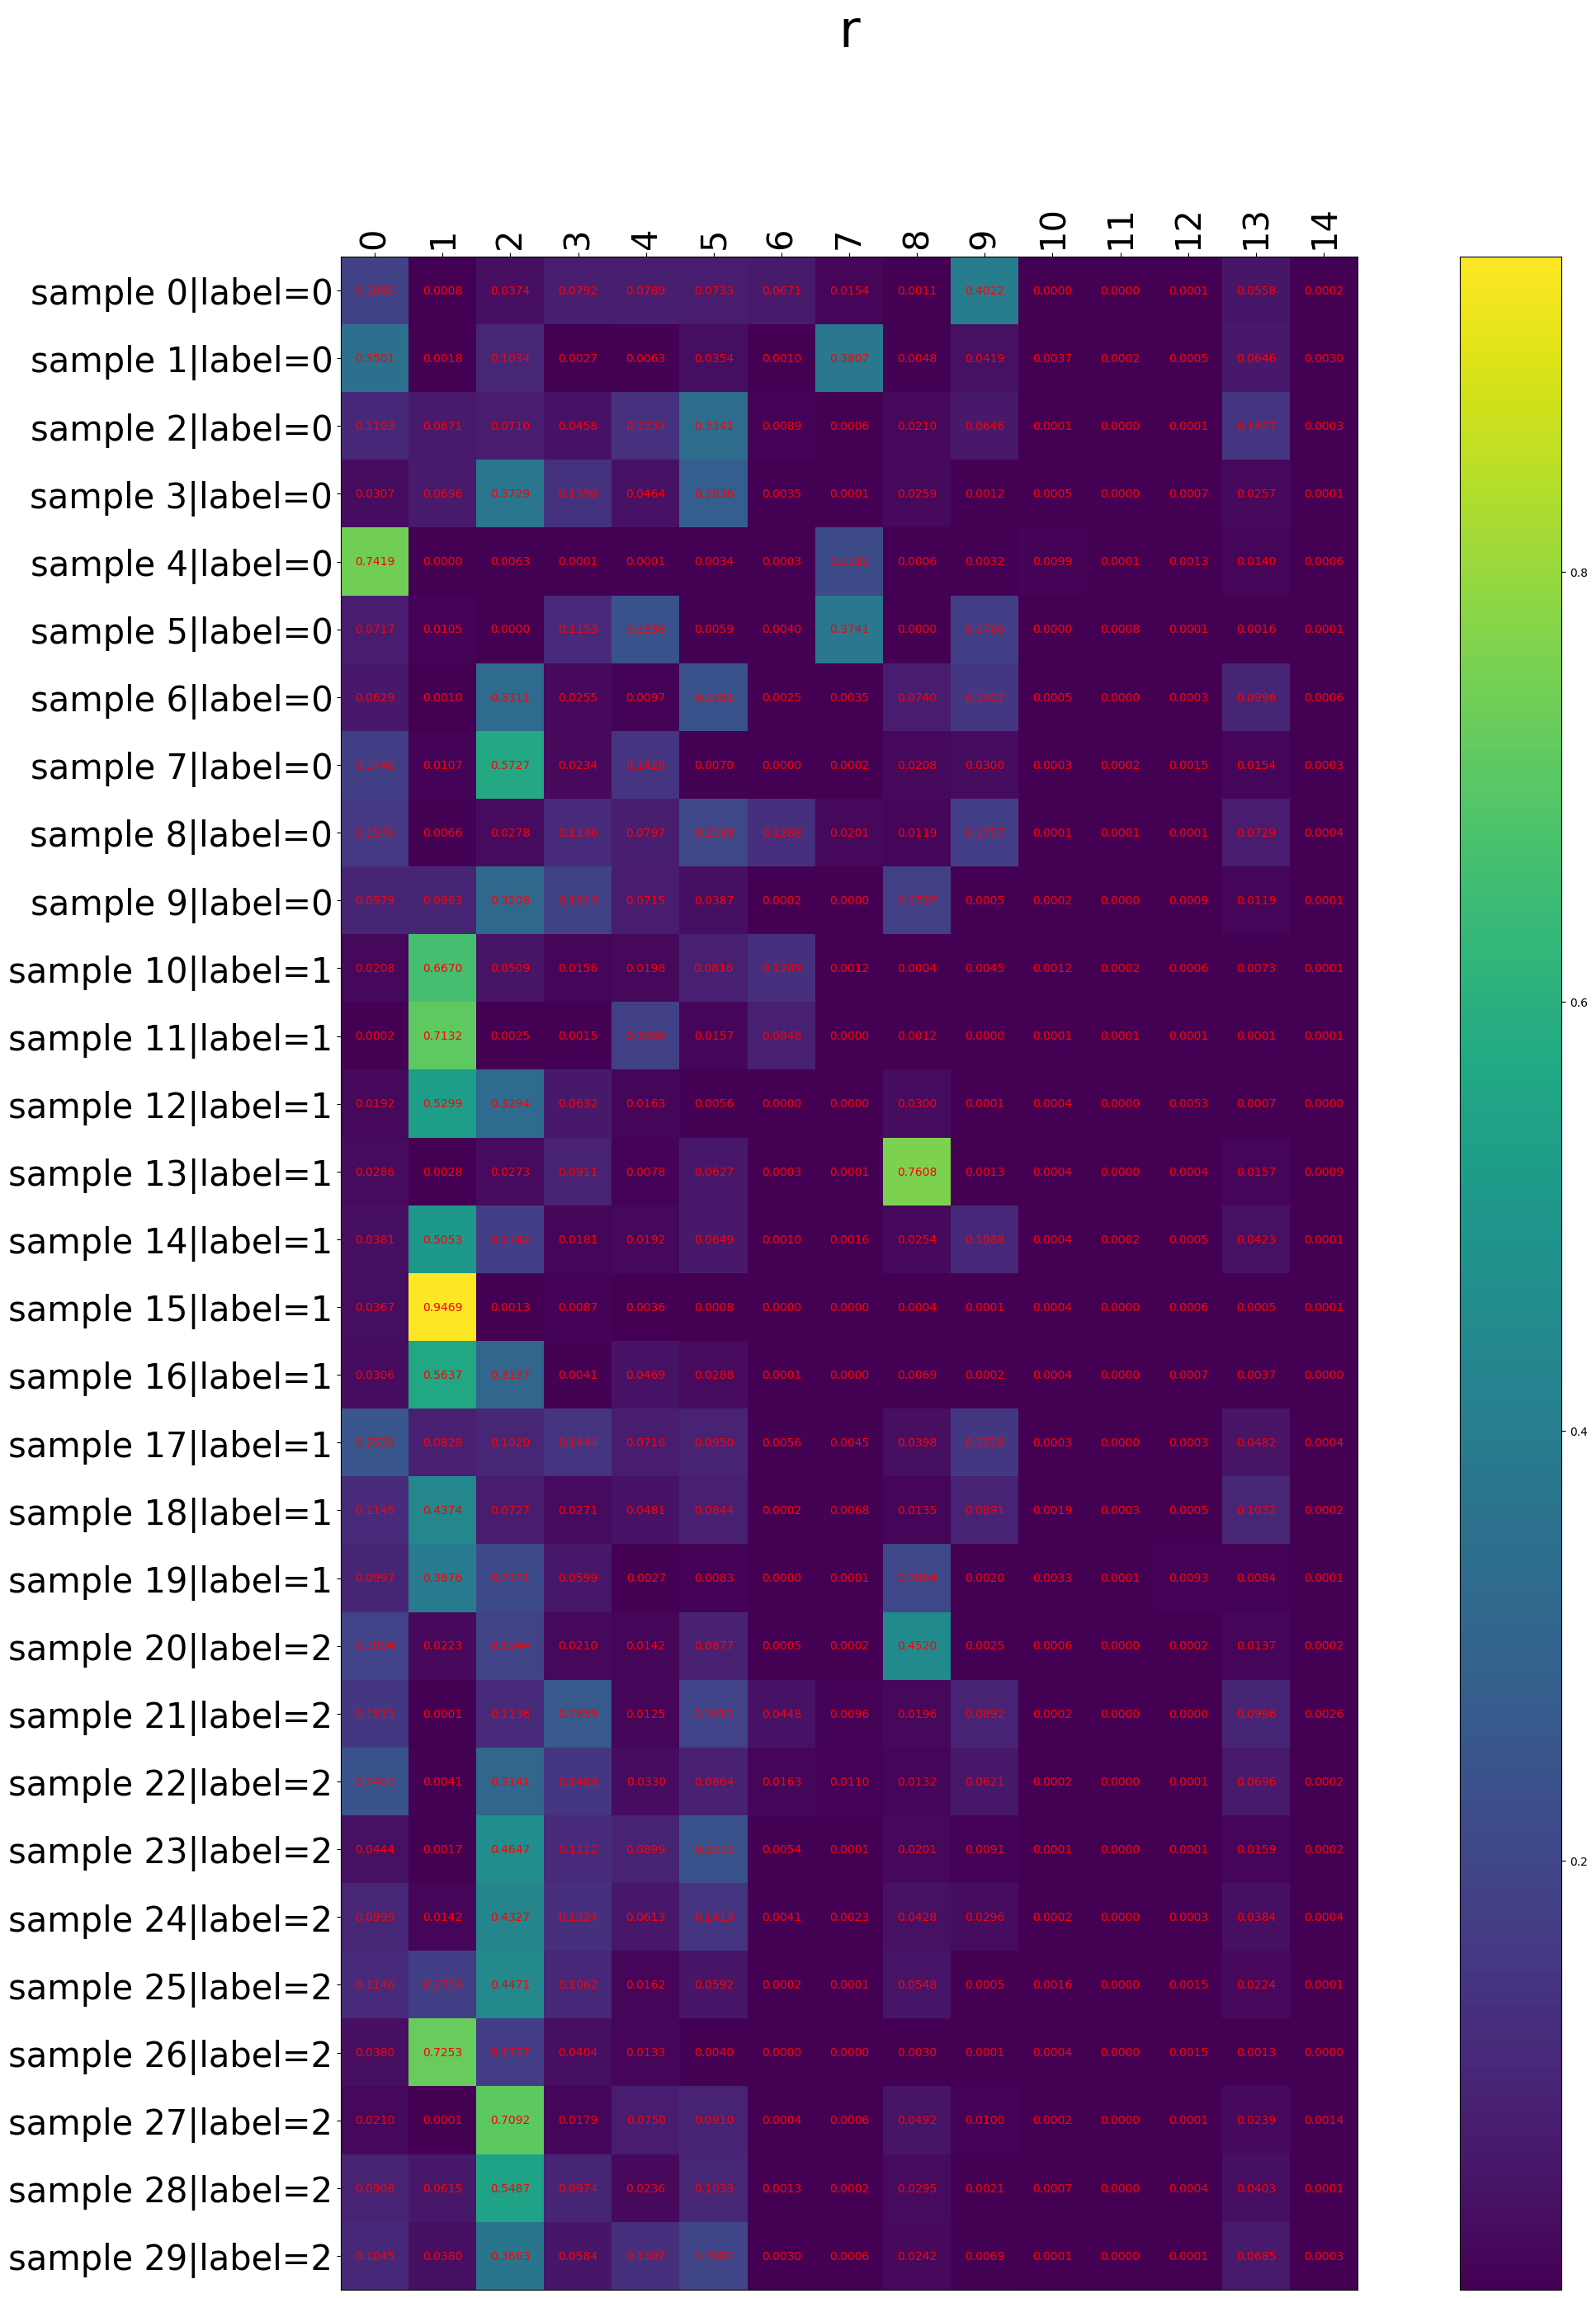 r
0 1 2 3 4 5 6 7 8 9 10 11 12 13 14
sample 0|label=0 0.0008 0.0374 0.0792 0.0789 0.0733 0.0671 0.0154 0.0011 0.4022 0.0000 0.0000 0.0001 0.0558 0.0002
sample 1|label=0 0.3501 0.0018 0.1034 0.0027 0.0063 0.0354 0.0010 0.3807 0.0048 0.0419 0.0037 0.0002 0.0005 0.0646 0.0030
sample 2|label=0 0.1103 0.0671 0.0710 0.0458 0.1333 0.3341 0.0089 0.0006 0.0210 0.0646 0.0001 0.0000 0.0001 0.1427 0.0003
sample 3|label=0 0.0307 0.0696 0.3729 0.1390 0.0464 0.0035 0.0001 0.0259 0.0012 0.0005 0.0000 0.0007 0.0257 0.0001
sample 4|label=0 0.7419 0.0000 0.0063 0.0001 0.0001 0.0034 0.0003 0.0006 0.0032 0.0099 0.0001 0.0013 0.0140 0.0006
sample 5|label=0 0.0717 0.0105 0.0000 0.1153 0.0059 0.0040 0.3741 0.0000 0.1760 0.0000 0.0008 0.0001 0.0016 0.0001
sample 6|label=0 0.0629 0.0010 0.3311 0.0255 0.0097 0.0025 0.0035 0.0740 0.1507 0.0005 0.0000 0.0003 0.0996 0.0006
sample 7|label=0 0.1748 0.0107 0.5727 0.0234 0.1426 0.0070 0.0000 0.0002 0.0208 0.0300 0.0003 0.0002 0.0015 0.0154 0.0003
sample 8|label=0 0.1573 0.0066 0.0278 0.1146 0.0797 0.1286 0.0201 0.0119 0.1757 0.0001 0.0001 0.0001 0.0729 0.0004
sample 9|label=0 0.0979 0.0963 0.3208 0.0715 0.0387 0.0002 0.0000 0.1797 0.0005 0.0002 0.0000 0.0009 0.0119 0.0001
sample 10|label=1 0.0208 0.6670 0.0509 0.0156 0.0198 0.0816 0.1289 0.0012 0.0004 0.0045 0.0012 0.0002 0.0006 0.0073 0.0001
sample 11|label=1 0.0002 0.7132 0.0025 0.0015 0.0157 0.0848 0.0000 0.0012 0.0000 0.0001 0.0001 0.0001 0.0001 0.0001
sample 12|label=1 0.0192 0.5299 0.3294 0.0632 0.0163 0.0056 0.0000 0.0000 0.0300 0.0001 0.0004 0.0000 0.0053 0.0007 0.0000
sample 13|label=1 0.0286 0.0028 0.0273 0.0911 0.0078 0.0627 0.0003 0.0001 0.7608 0.0013 0.0004 0.0000 0.0004 0.0157 0.0009
sample 14|label=1 0.0381 0.5053 0.0181 0.0192 0.0649 0.0010 0.0016 0.0254 0.1088 0.0004 0.0002 0.0005 0.0423 0.0001
sample 15|label=1 0.0367 0.9469 0.0013 0.0087 0.0036 0.0008 0.0000 0.0000 0.0004 0.0001 0.0004 0.0000 0.0006 0.0005 0.0001
sample 16|label=1 0.0306 0.5637 0.3137 0.0041 0.0469 0.0288 0.0001 0.0000 0.0069 0.0002 0.0004 0.0000 0.0007 0.0037 0.0000
sample 17|label=1 0.0828 0.1020 0.1444 0.0716 0.0950 0.0056 0.0045 0.0398 0.1519 0.0003 0.0000 0.0003 0.0482 0.0004
sample 18|label=1 0.1146 0.4374 0.0727 0.0271 0.0481 0.0844 0.0002 0.0068 0.0135 0.0891 0.0019 0.0003 0.0005 0.1032 0.0002
sample 19|label=1 0.0997 0.3876 0.0599 0.0027 0.0083 0.0000 0.0001 0.0020 0.0033 0.0001 0.0093 0.0084 0.0001
sample 20|label=2 0.0223 0.0210 0.0142 0.0877 0.0005 0.0002 0.4520 0.0025 0.0006 0.0000 0.0002 0.0137 0.0002
sample 21|label=2 0.1513 0.0001 0.1136 0.0125 0.0448 0.0096 0.0196 0.0892 0.0002 0.0000 0.0000 0.0996 0.0026
sample 22|label=2 0.0041 0.3141 0.1489 0.0330 0.0864 0.0163 0.0110 0.0132 0.0621 0.0002 0.0000 0.0001 0.0696 0.0002
sample 23|label=2 0.0444 0.0017 0.4647 0.1112 0.0899 0.0054 0.0001 0.0201 0.0091 0.0001 0.0000 0.0001 0.0159 0.0002
sample 24|label=2 0.0999 0.0142 0.4327 0.1324 0.0613 0.1413 0.0041 0.0023 0.0428 0.0296 0.0002 0.0000 0.0003 0.0384 0.0004
sample 25|label=2 0.1146 0.1754 0.4471 0.1062 0.0162 0.0592 0.0002 0.0001 0.0548 0.0005 0.0016 0.0000 0.0015 0.0224 0.0001
sample 26|label=2 0.0380 0.7253 0.1727 0.0404 0.0133 0.0040 0.0000 0.0000 0.0030 0.0001 0.0004 0.0000 0.0015 0.0013 0.0000
sample 27|label=2 0.0210 0.0001 0.7092 0.0179 0.0750 0.0910 0.0004 0.0006 0.0492 0.0100 0.0002 0.0000 0.0001 0.0239 0.0014
sample 28|label=2 0.0908 0.0615 0.5487 0.0974 0.0236 0.1033 0.0013 0.0002 0.0295 0.0021 0.0007 0.0000 0.0004 0.0403 0.0001
sample 29|label=2 0.1045 0.0380 0.3663 0.0584 0.1307 0.0030 0.0006 0.0242 0.0069 0.0001 0.0000 0.0001 0.0685 0.0003
0.8
0.6
0.4
0.2